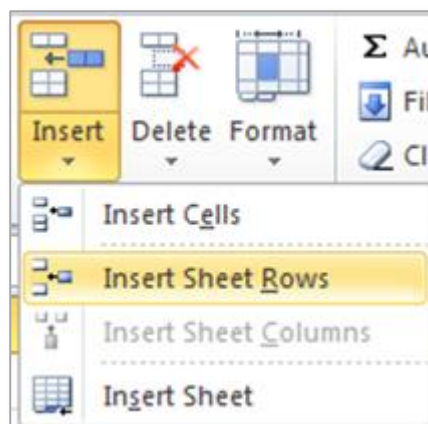 Insert Delete Format
Σ Au
Fi
Cl
Insert Cells
Insert Sheet Rows
Insert Sheet Columns
Insert Sheet